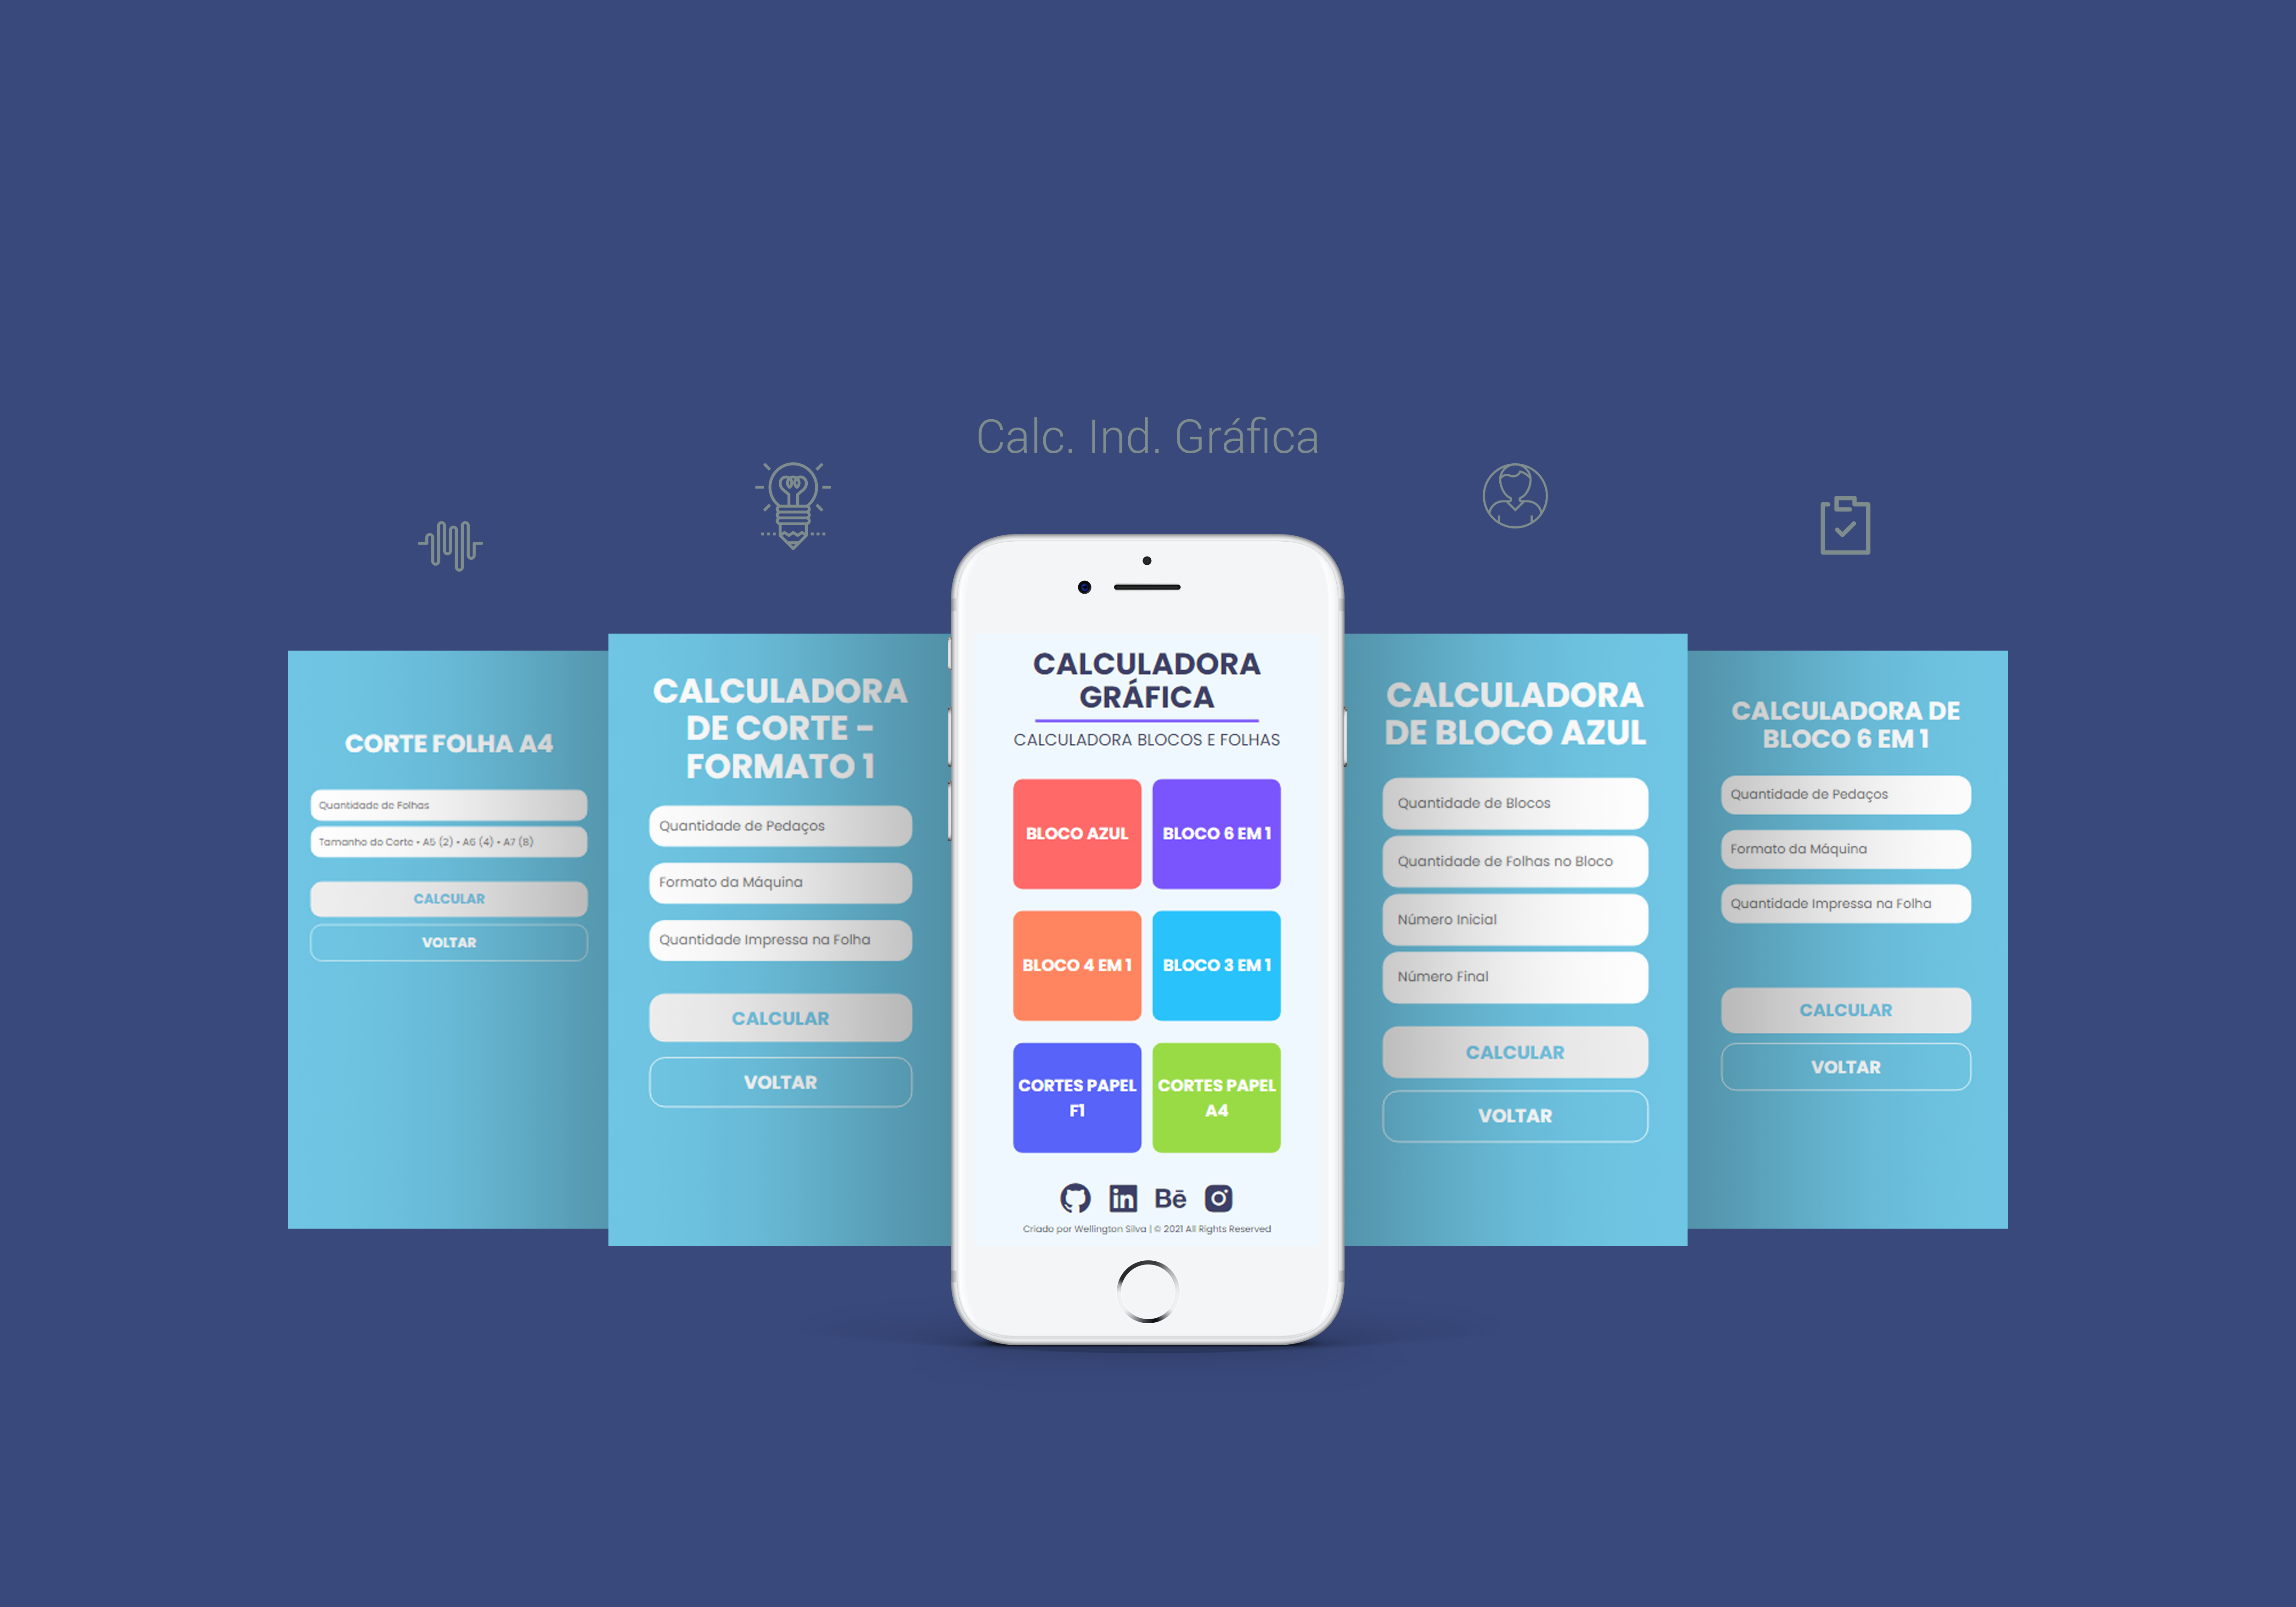 Calc. Ind. Gráfica
CORTE FOLHA A4
Quantidade de Folhas
Tamanho do Corte • A5 (2) • A6 (4) • A7 (8)
CALCULAR
VOLTAR
CALCULADORA
DE CORTE -
FORMATO 1
Quantidade de Pedaços
Formato da Máquina
Quantidade Impressa na Folha
CALCULAR
VOLTAR
CALCULADORA
GRÁFICA
CALCULADORA BLOCOS E FOLHAS
BLOCO AZUL
BLOCO 6 EM 1
BLOCO 4 EM 1
BLOCO 3 EM 1
CORTES PAPEL
F1
CORTES PAPEL
A4
in
Bē
Criado por Wellington Silva | © 2021 All Rights Reserved
CALCULADORA
DE BLOCO AZUL
Quantidade de Blocos
Quantidade de Folhas no Bloco
Número Inicial
Número Final
CALCULAR
VOLTAR
CALCULADORA DE
BLOCO 6 EM 1
Quantidade de Pedaços
Formato da Máquina
Quantidade Impressa na Folha
CALCULAR
VOLTAR